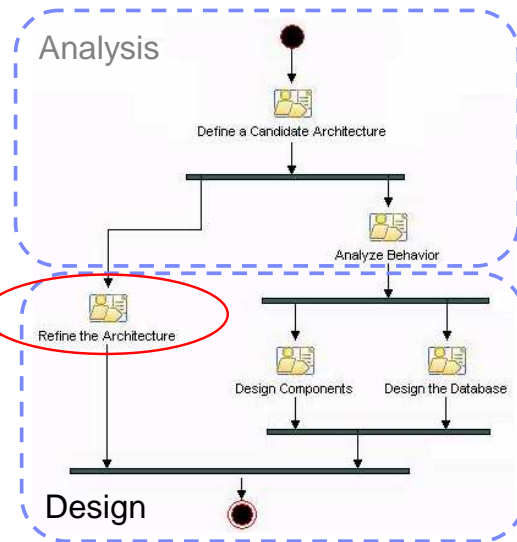 Analysis
Define a Candidate Architecture
Analyze Behavior
Refine the Architecture
Design Components
Design the Database
Design